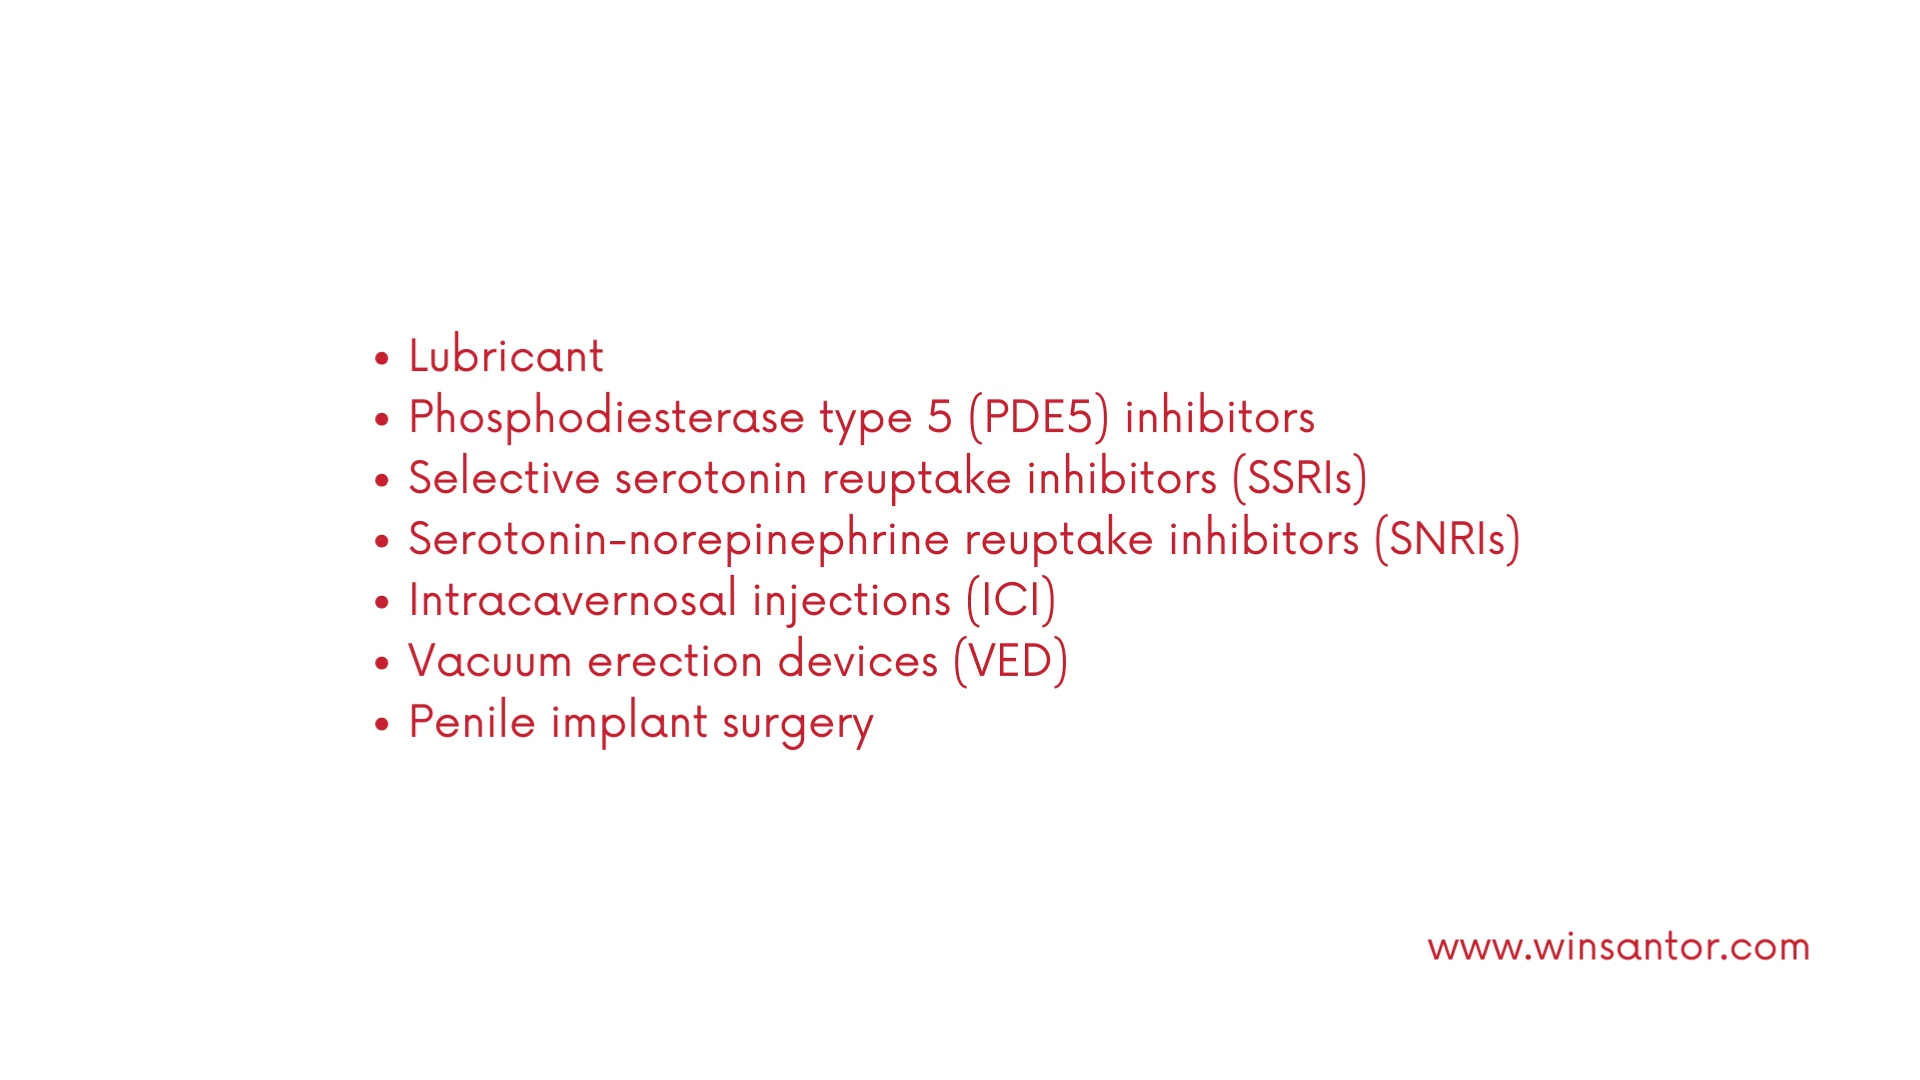 • Lubricant
• Phosphodiesterase type 5 (PDE5) inhibitors
• Selective serotonin reuptake inhibitors (SSRIs)
• Serotonin-norepinephrine reuptake inhibitors (SNRIs)
• Intracavernosal injections (ICI)
• Vacuum erection devices (VED)
• Penile implant surgery
www.winsantor.com